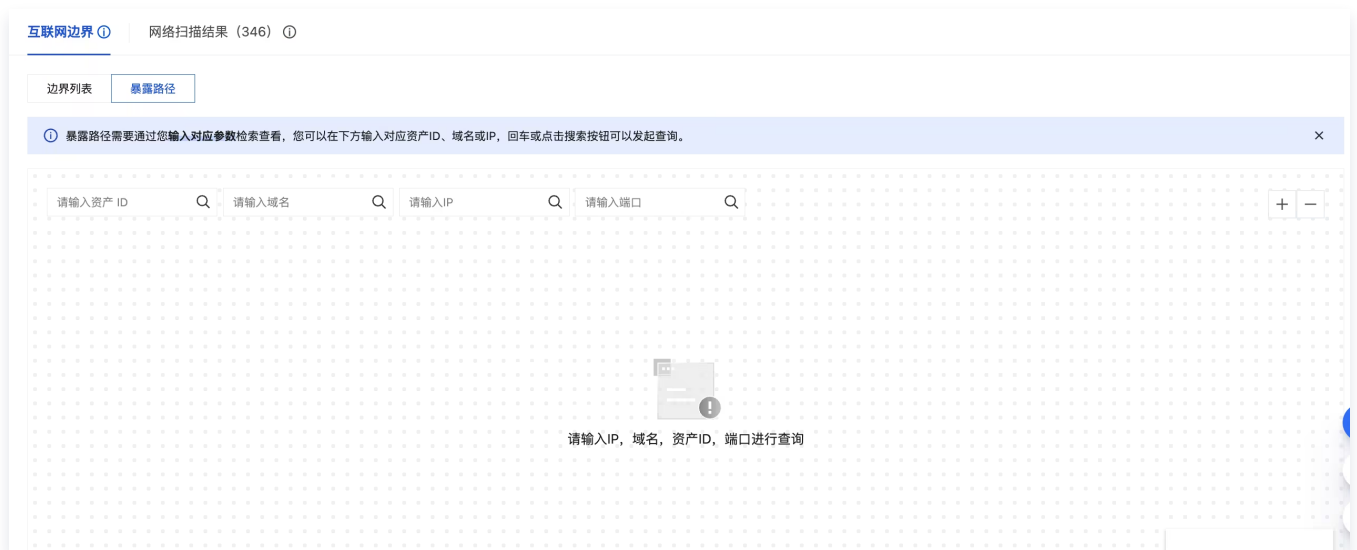 互联网边界 网络扫描结果（346）
边界列表 暴露路径
暴露路径需要通过您输入对应参数检索查看，您可以在下方输入对应资产ID、域名或IP，回车或点击搜索按钮可以发起查询。
请输入资产 ID 请输入域名 请输入IP 请输入端口
请输入IP，域名，资产ID，端口进行查询